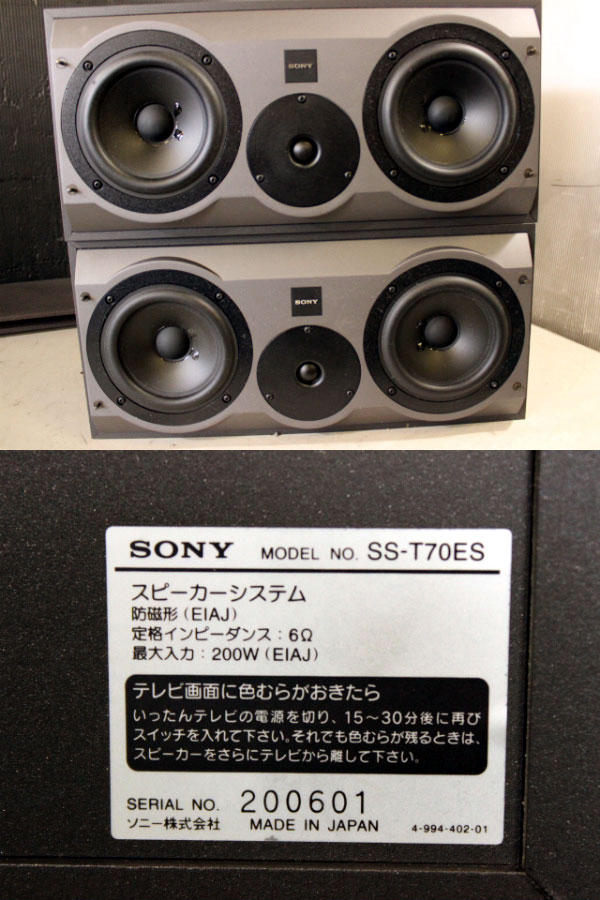 SONY
SONY
SONY MODEL NO. SS-T70ES
スピーカーシステム
防磁形(EIAJ)
定格インピーダンス:6Ω
最大入力:200W(EIAJ)
テレビ画面に色むらがおきたら
いったんテレビの電源を切り、15〜30分後に再び
スイッチを入れて下さい。それでも色むらが残るときは、
スピーカーをさらにテレビから離して下さい。
SERIAL NO. 200601
ソニー株式会社 MADE IN JAPAN 4-994-402-01